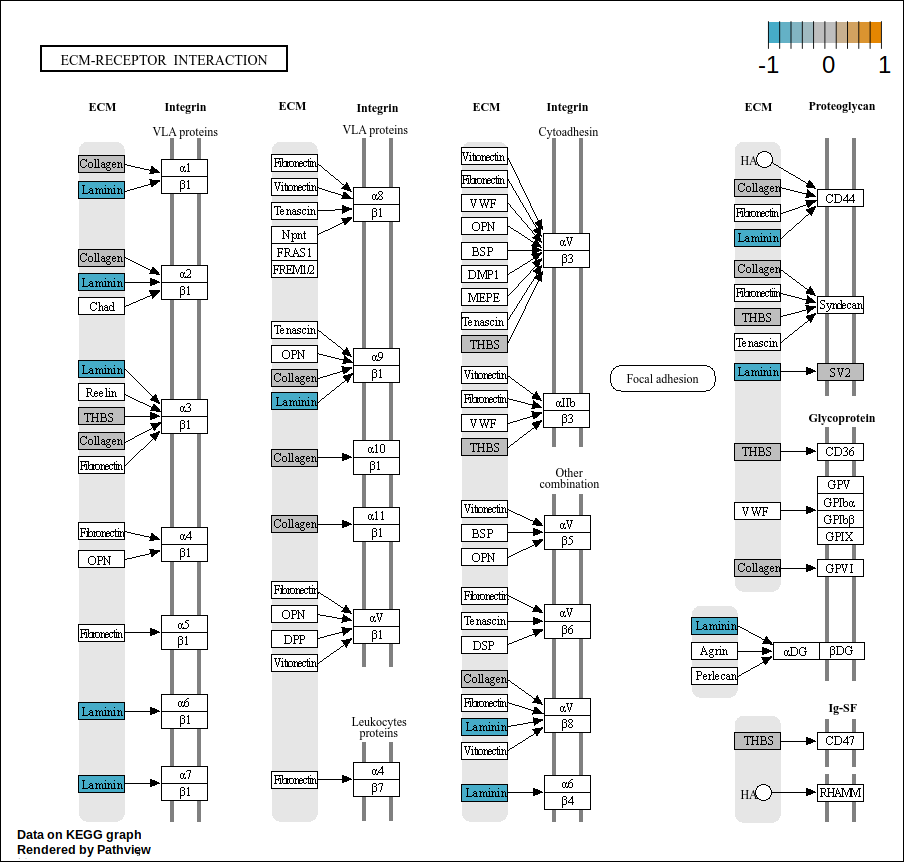 ECM-RECEPTOR INTERACTION
-1 0 1
ECM Integrin
VLA proteins
Collagen
Laminin
α1
β1
Collagen
Laminin
Chad
α2
β1
Laminin
Reelin
THBS
Collagen
Fibronectin
α3
β1
Fibronectin
OPN
α4
β1
Fibronectin
α5
β1
Laminin
α6
β1
Laminin
α7
β1
ECM Integrin
VLA proteins
Fibronectin
Vitronectin
Tenascin
Npnt
FRAS1
FREM1/2
α8
β1
Tenascin
OPN
Collagen
Laminin
α9
β1
Collagen
α10
β1
Collagen
α11
β1
Fibronectin
OPN
DPP
Vitronectin
αV
β1
Leukocytes
proteins
Fibronectin
α4
β7
ECM Integrin
Cytoadhesin
Vitronectin
Fibronectin
VWF
OPN
BSP
DMP1
MEPE
Tenascin
THBS
αV
β3
Vitronectin
Fibronectin
VWF
THBS
αIIb
β3
Other
combination
Vitronectin
BSP
OPN
αV
β5
Fibronectin
Tenascin
DSP
αV
β6
Collagen
Fibronectin
Laminin
Vitronectin
αV
β8
Laminin
α6
β4
Focal adhesion
ECM Proteoglycan
HA
Collagen
Fibronectin
Laminin
CD44
Collagen
Fibronectin
THBS
Tenascin
Syndecan
Laminin
SV2
Glycoprotein
THBS
CD36
VWF
GPV
GPIbα
GPIbβ
GPIX
Collagen
GPVI
Laminin
Agrin
Perlecan
αDG
βDG
Ig-SF
THBS
CD47
HA
RHAMM
Data on KEGG graph
Rendered by Pathview